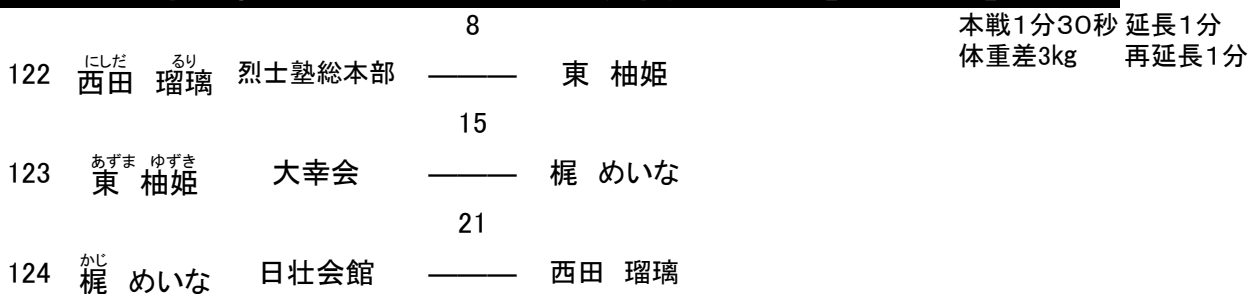 8
本戦1分30秒 延長1分
体重差3kg 再延長1分
にしだ るり
122 西田 瑠璃 烈士塾総本部 ――― 東 柚姫
15
あずま ゆずき
123 東 柚姫 大幸会 ――― 梶 めいな
21
かじ
124 梶 めいな 日壮会館 ――― 西田 瑠璃